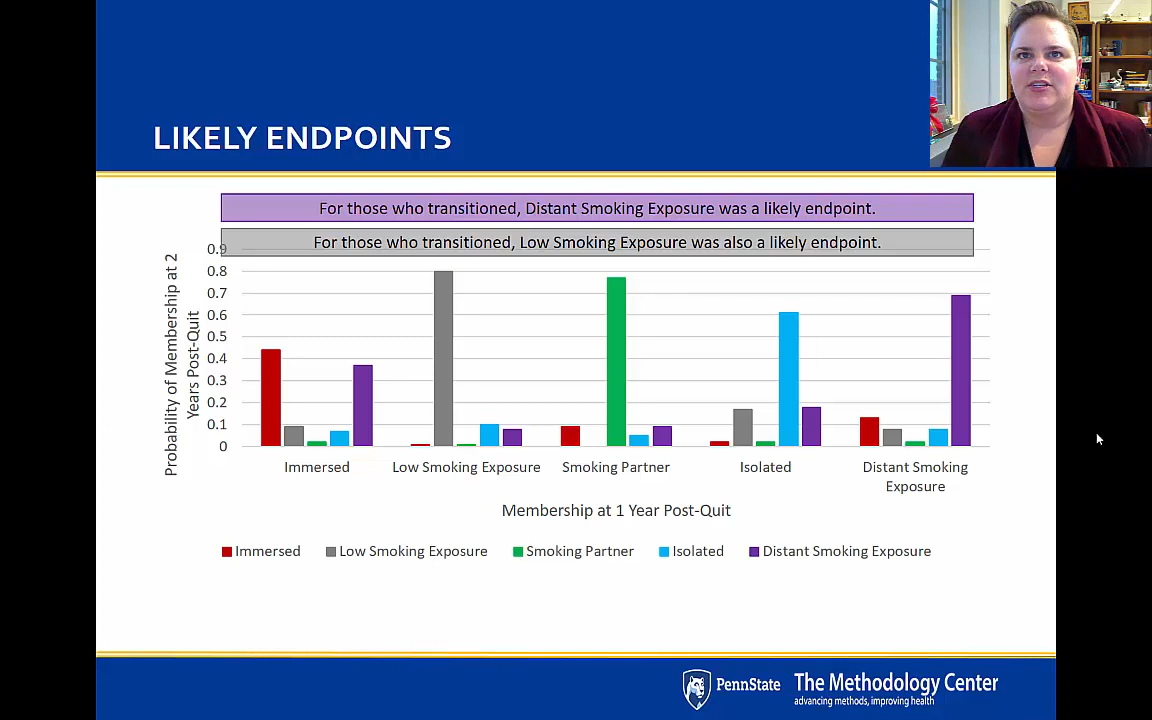 LIKELY ENDPOINTS
For those who transitioned, Distant Smoking Exposure was a likely endpoint.
For those who transitioned, Low Smoking Exposure was also a likely endpoint.
Probability of Membership at 2
Years Post-Quit
0.9
0.8
0.7
0.6
0.5
0.4
0.3
0.2
0.1
0
Immersed
Low Smoking Exposure
Smoking Partner
Isolated
Distant Smoking
Exposure
Membership at 1 Year Post-Quit
Immersed
Low Smoking Exposure
Smoking Partner
Isolated
Distant Smoking Exposure
PennState
The Methodology Center
advancing methods, improving health